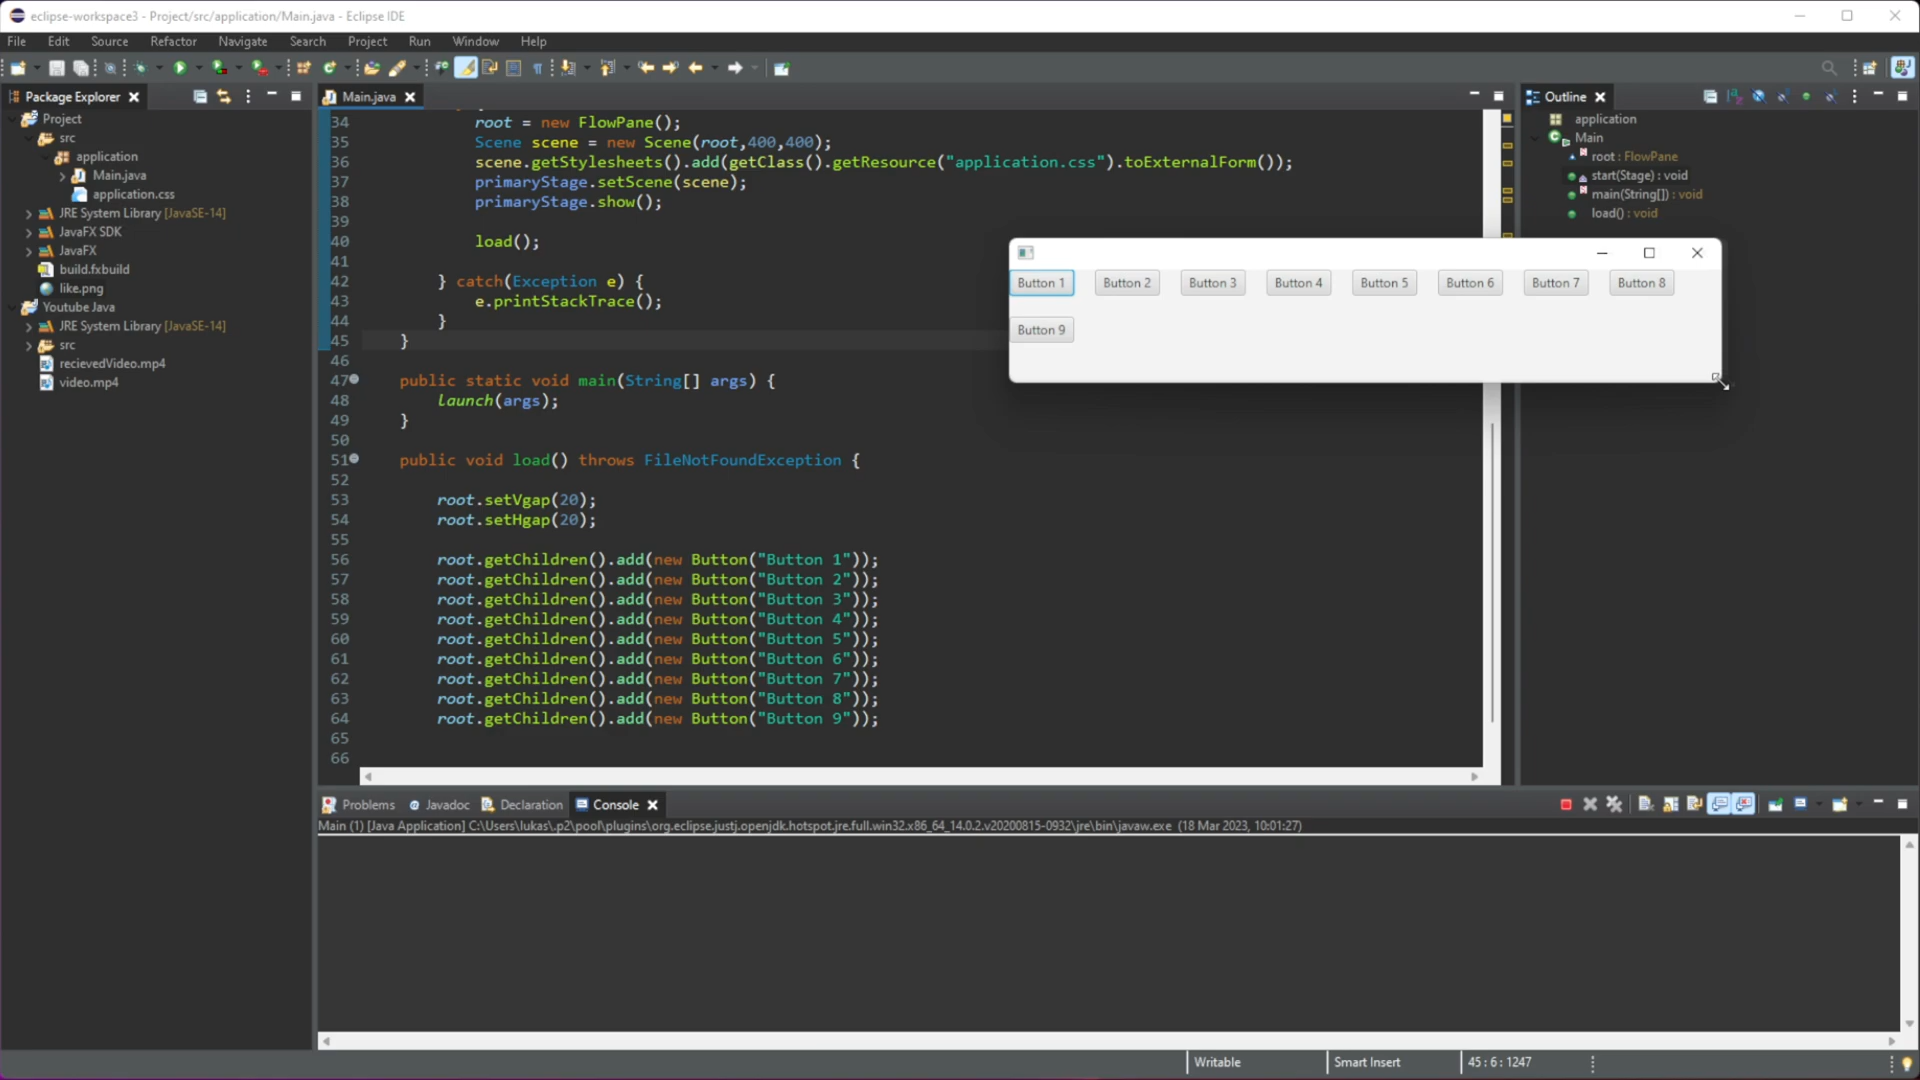 eclipse-workspace3 - Project/src/application/Main.java - Eclipse IDE
File Edit Source Refactor Navigate Search Project Run Window Help
Package Explorer
Project
src
application
Main.java
application.css
JRE System Library [JavaSE-14]
JavaFX SDK
JavaFX
build.fxbuild
like.png
Youtube Java
JRE System Library [JavaSE-14]
src
recievedVideo.mp4
video.mp4
Main.java
34 root = new FlowPane();
35 Scene scene = new Scene(root,400,400);
36 scene.getStylesheets().add(getClass().getResource("application.css").toExternalForm());
37 primaryStage.setScene(scene);
38 primaryStage.show();
39
40 load();
41
42 } catch(Exception e) {
43 e.printStackTrace();
44 }
45 }
46
47 public static void main(String[] args) {
48 launch(args);
49 }
50
51 public void load() throws FileNotFoundException {
52
53 root.setVgap(20);
54 root.setHgap(20);
55
56 root.getChildren().add(new Button("Button 1"));
57 root.getChildren().add(new Button("Button 2"));
58 root.getChildren().add(new Button("Button 3"));
59 root.getChildren().add(new Button("Button 4"));
60 root.getChildren().add(new Button("Button 5"));
61 root.getChildren().add(new Button("Button 6"));
62 root.getChildren().add(new Button("Button 7"));
63 root.getChildren().add(new Button("Button 8"));
64 root.getChildren().add(new Button("Button 9"));
65
66
Button 1 Button 2 Button 3 Button 4 Button 5 Button 6 Button 7 Button 8
Button 9
Outline
application
Main
root : FlowPane
start(Stage) : void
main(String[]) : void
load() : void
Problems Javadoc Declaration Console
Main (1) [Java Application] C:\Users\lukas\.p2\pool\plugins\org.eclipse.justj.openjdk.hotspot.jre.full.win32.x86_64_14.0.2.v20200815-0932\jre\bin\javaw.exe (18 Mar 2023, 10:01:27)
Writable Smart Insert 45 : 6 : 1247